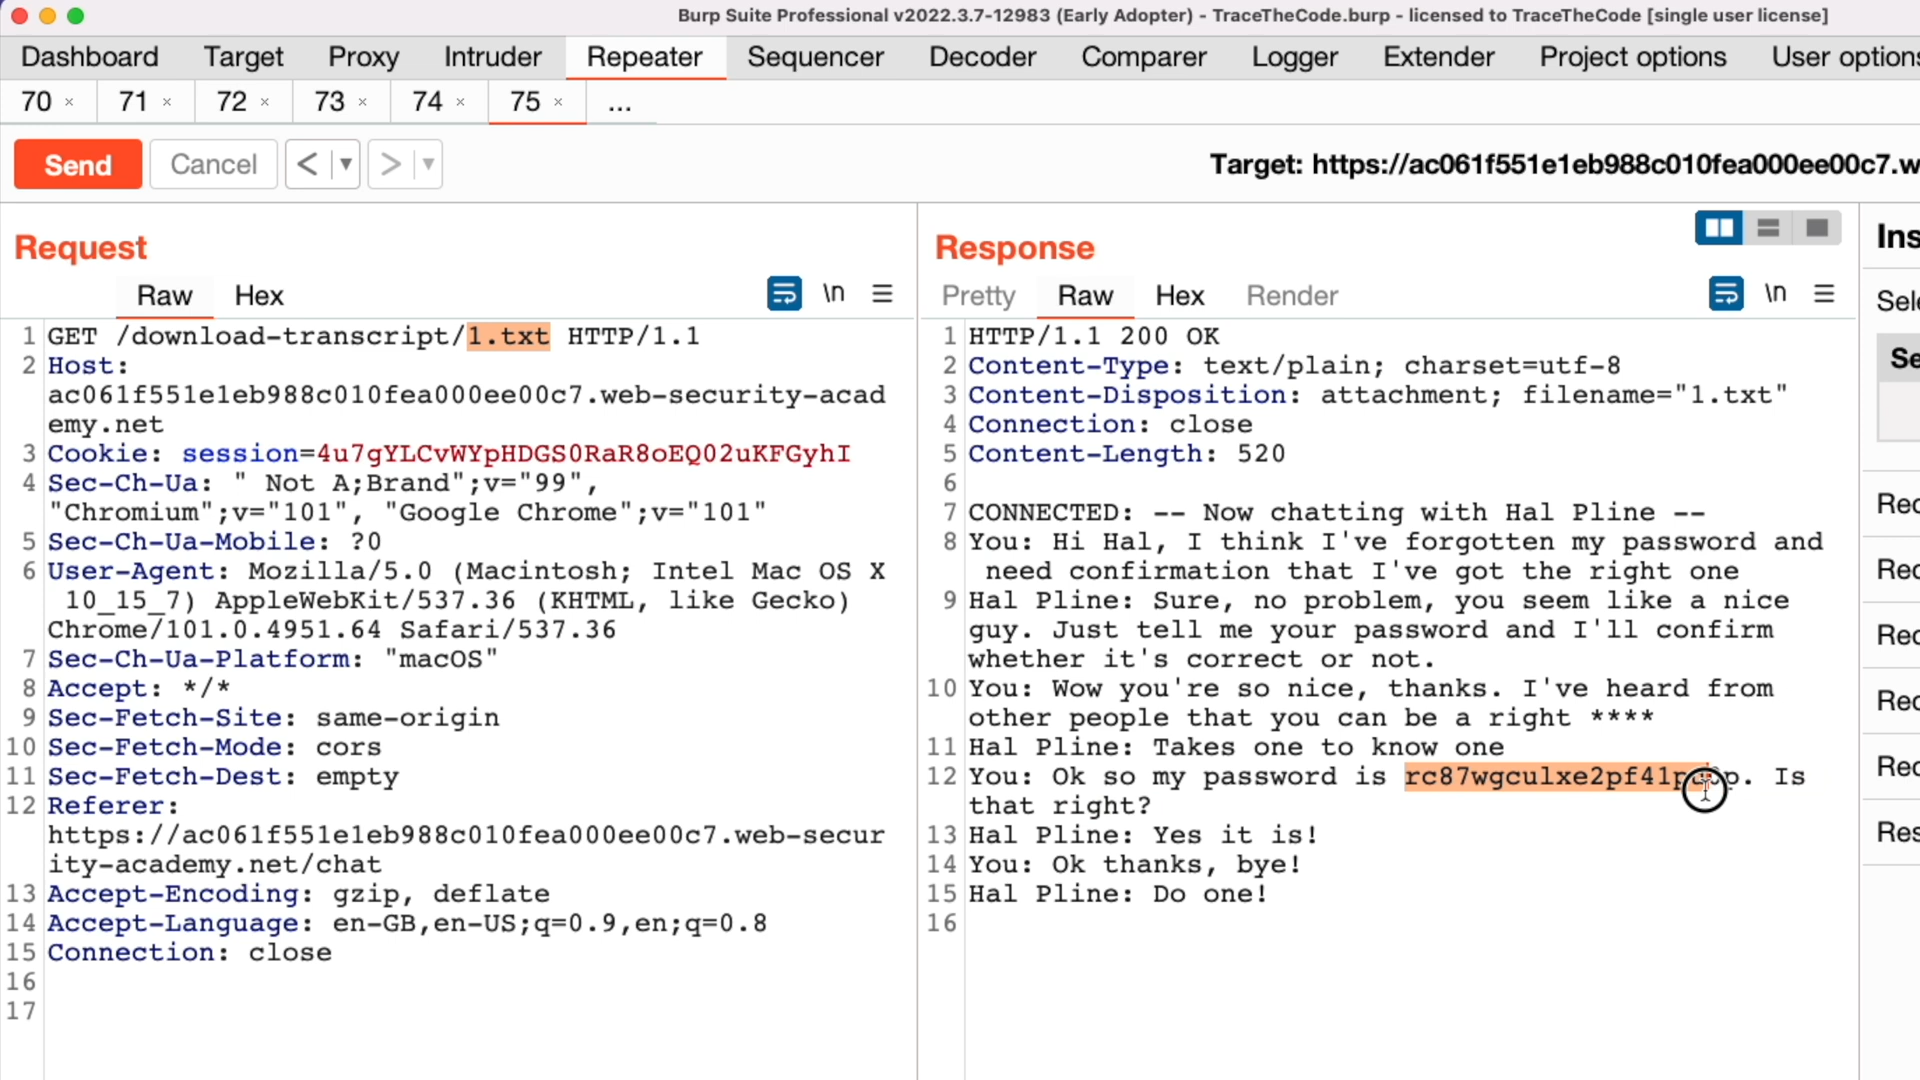 Burp Suite Professional v2022.3.7-12983 (Early Adopter) - TraceTheCode.burp - licensed to TraceTheCode [single user license]
Dashboard Target Proxy Intruder Repeater Sequencer Decoder Comparer Logger Extender Project options User options
70 × 71 × 72 × 73 × 74 × 75 × ...
Send Cancel < ▼ > ▼ Target: https://ac061f551e1eb988c010fea000ee00c7.w
Request
Raw Hex \n
1 GET /download-transcript/1.txt HTTP/1.1
2 Host:
ac061f551e1eb988c010fea000ee00c7.web-security-acad
emy.net
3 Cookie: session=4u7gYLCvWYpHDGS0RaR8oEQ02uKFGyhI
4 Sec-Ch-Ua: " Not A;Brand";v="99",
"Chromium";v="101", "Google Chrome";v="101"
5 Sec-Ch-Ua-Mobile: ?0
6 User-Agent: Mozilla/5.0 (Macintosh; Intel Mac OS X
10_15_7) AppleWebKit/537.36 (KHTML, like Gecko)
Chrome/101.0.4951.64 Safari/537.36
7 Sec-Ch-Ua-Platform: "macOS"
8 Accept: */*
9 Sec-Fetch-Site: same-origin
10 Sec-Fetch-Mode: cors
11 Sec-Fetch-Dest: empty
12 Referer:
https://ac061f551e1eb988c010fea000ee00c7.web-secur
ity-academy.net/chat
13 Accept-Encoding: gzip, deflate
14 Accept-Language: en-GB,en-US;q=0.9,en;q=0.8
15 Connection: close
16
17
Response
Pretty Raw Hex Render \n
1 HTTP/1.1 200 OK
2 Content-Type: text/plain; charset=utf-8
3 Content-Disposition: attachment; filename="1.txt"
4 Connection: close
5 Content-Length: 520
6
7 CONNECTED: -- Now chatting with Hal Pline --
8 You: Hi Hal, I think I've forgotten my password and
need confirmation that I've got the right one
9 Hal Pline: Sure, no problem, you seem like a nice
guy. Just tell me your password and I'll confirm
whether it's correct or not.
10 You: Wow you're so nice, thanks. I've heard from
other people that you can be a right ****
11 Hal Pline: Takes one to know one
12 You: Ok so my password is Is
that right?
13 Hal Pline: Yes it is!
14 You: Ok thanks, bye!
15 Hal Pline: Do one!
16
Ins
Sele
Se
Rec
Rec
Rec
Rec
Rec
Res